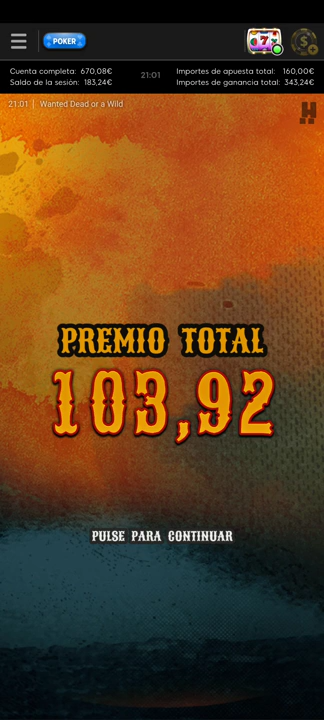 POKER
7
$
Cuenta completa: 670,08€
Saldo de la sesión: 183,24€
21:01
Importes de apuesta total: 160,00€
Importes de ganancia total: 343,24€
21:01 | Wanted Dead or a Wild
PREMIO TOTAL
103,92
PULSE PARA CONTINUAR